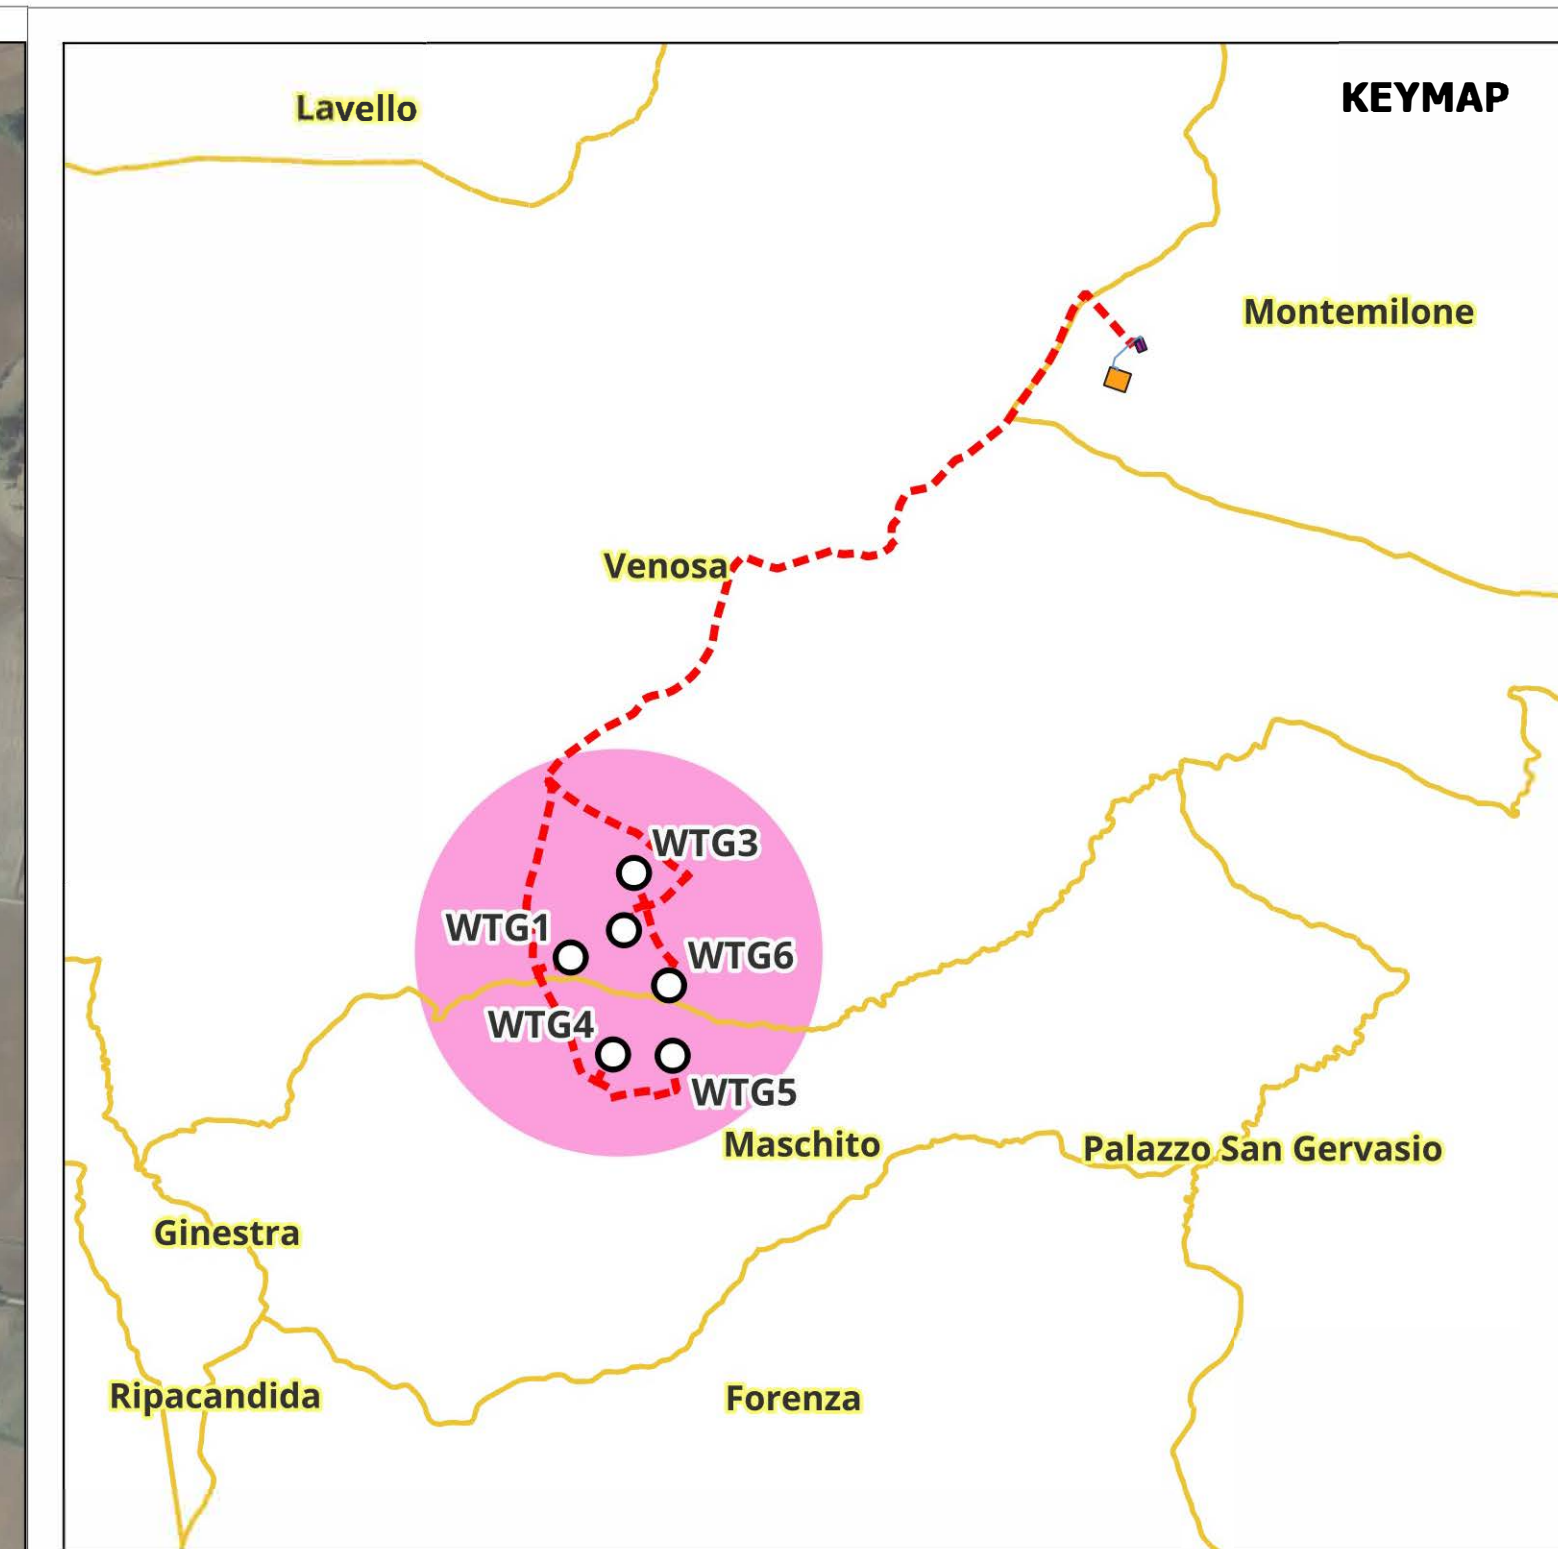 KEYMAP
Lavello
Montemilone
Venosa
WTG3
WTG1
WTG6
WTG4
WTG5
Maschito
Palazzo San Gervasio
Ginestra
Ripacandida
Forenza